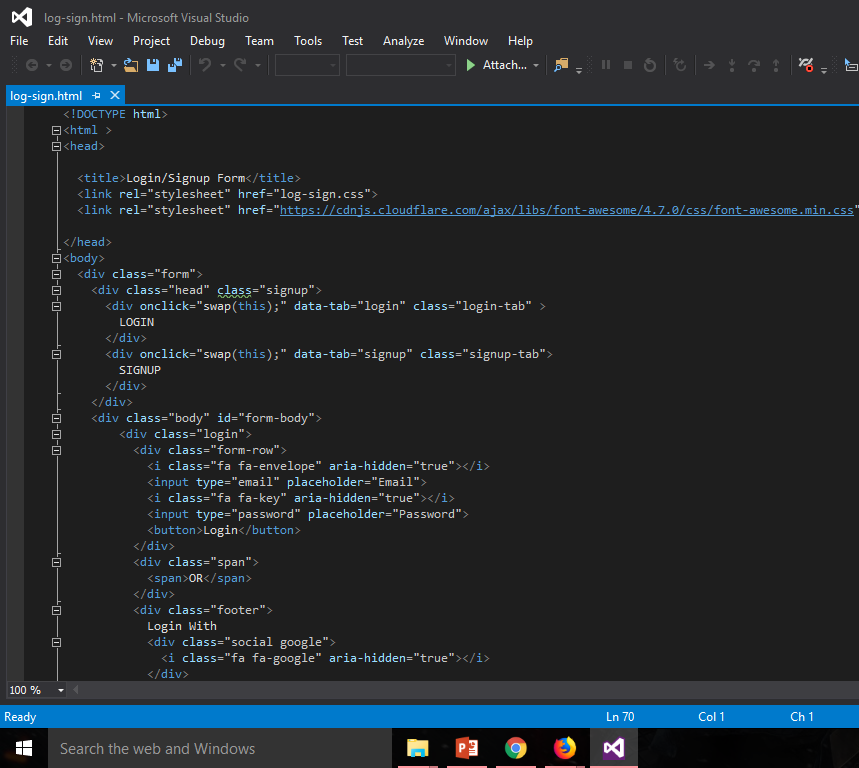 log-sign.html - Microsoft Visual Studio
File Edit View Project Debug Team Tools Test Analyze Window Help
Attach...
log-sign.html
<!DOCTYPE html>
<html >
<head>
<title>Login/Signup Form</title>
<link rel="stylesheet" href="log-sign.css">
<link rel="stylesheet" href="https://cdnjs.cloudflare.com/ajax/libs/font-awesome/4.7.0/css/font-awesome.min.css"
</head>
<body>
<div class="form">
<div class="head" class="signup">
<div onclick="swap(this);" data-tab="login" class="login-tab" >
LOGIN
</div>
<div onclick="swap(this);" data-tab="signup" class="signup-tab">
SIGNUP
</div>
</div>
<div class="body" id="form-body">
<div class="login">
<div class="form-row">
<i class="fa fa-envelope" aria-hidden="true"></i>
<input type="email" placeholder="Email">
<i class="fa fa-key" aria-hidden="true"></i>
<input type="password" placeholder="Password">
<button>Login</button>
</div>
<div class="span">
<span>OR</span>
</div>
<div class="footer">
Login With
<div class="social google">
<i class="fa fa-google" aria-hidden="true"></i>
</div>
100 %
Ready Ln 70 Col 1 Ch 1
Search the web and Windows